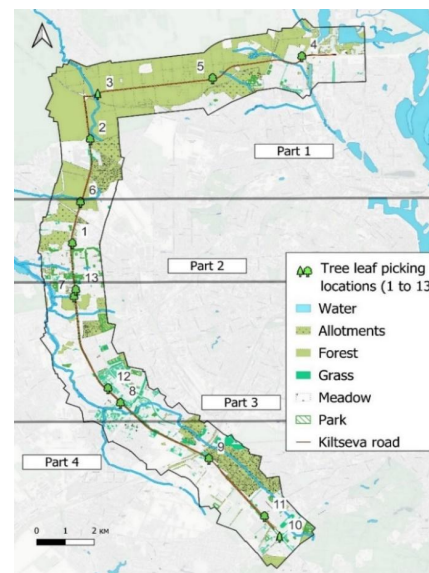 4
5
3
2
Part 1
6
1
Part 2
13
7
Tree leaf picking
locations (1 to 13
Water
Allotments
Forest
Grass
Meadow
Park
Kiltseva road
12
8
Part 3
Part 4
9
11
10
0 1 2 км